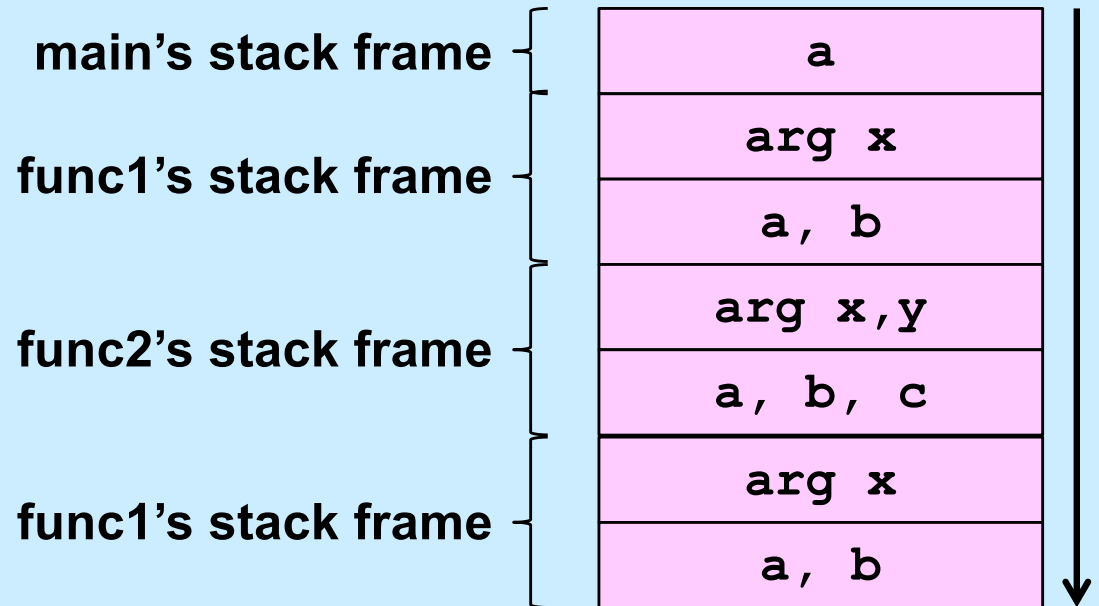 main’s stack frame
a
func1’s stack frame
arg x
a, b
func2’s stack frame
arg x,y
a, b, c
func1’s stack frame
arg x
a, b